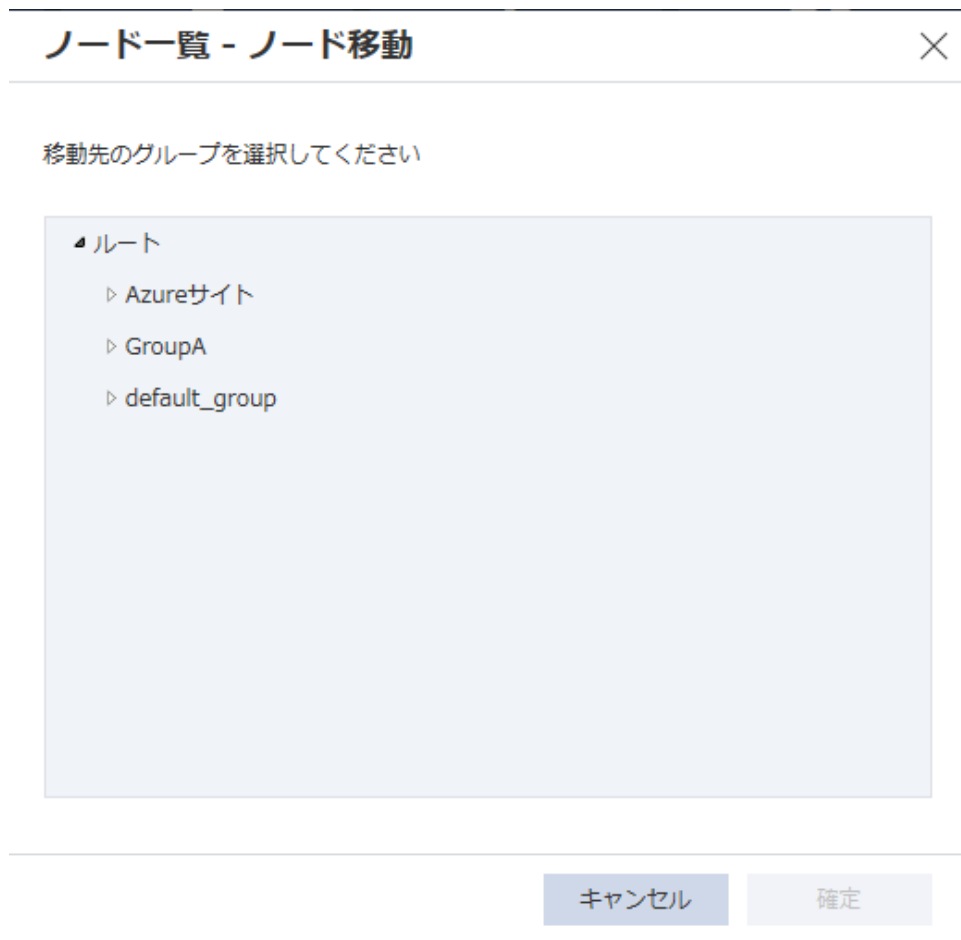 ノード一覧 - ノード移動
移動先のグループを選択してください
ルート
Azureサイト
GroupA
default_group
キャンセル 確定